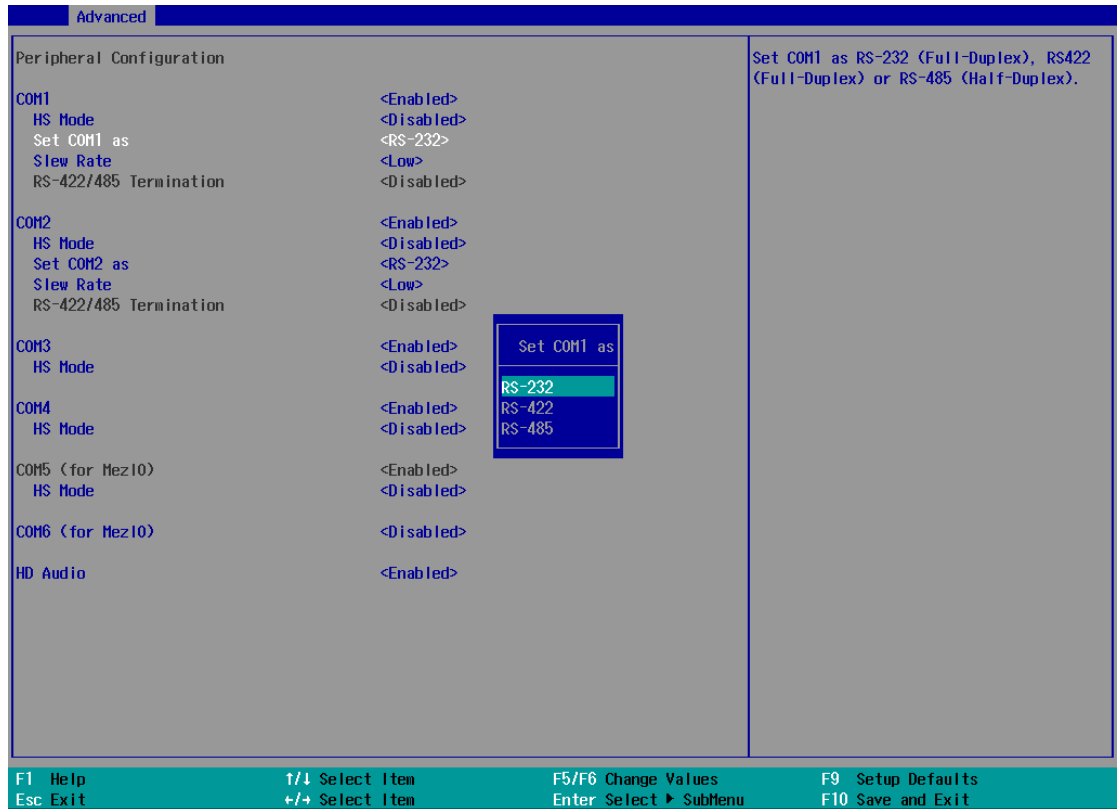 Advanced
Peripheral Configuration
COM1 <Enabled>
HS Mode <Disabled>
Set COM1 as <RS-232>
Slew Rate <Low>
RS-422/485 Termination <Disabled>
COM2 <Enabled>
HS Mode <Disabled>
Set COM2 as <RS-232>
Slew Rate <Low>
RS-422/485 Termination <Disabled>
COM3 <Enabled>
HS Mode <Disabled>
COM4 <Enabled>
HS Mode <Disabled>
COM5 (for MezIO) <Enabled>
HS Mode <Disabled>
COM6 (for MezIO) <Disabled>
HD Audio <Enabled>
Set COM1 as
RS-232
RS-422
RS-485
Set COM1 as RS-232 (Full-Duplex), RS422
(Full-Duplex) or RS-485 (Half-Duplex).
F1 Help ↑/↓ Select Item F5/F6 Change Values F9 Setup Defaults
Esc Exit ←/→ Select Item Enter Select ▶ SubMenu F10 Save and Exit